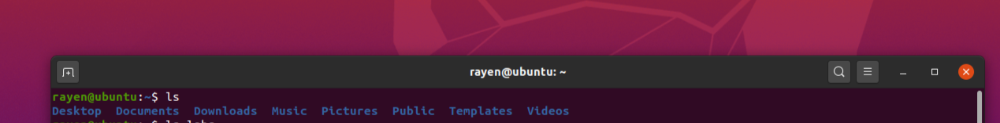 rayen@ubuntu: ~
rayen@ubuntu:~$ ls
Desktop Documents Downloads Music Pictures Public Templates Videos